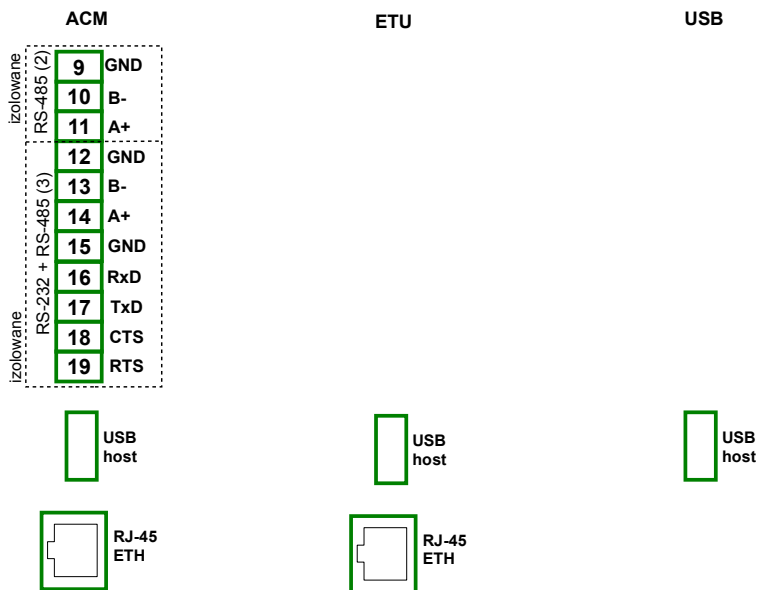 ACM
ETU
USB
izolowane
RS-485 (2)
9 GND
10 B-
11 A+
izolowane
RS-232 + RS-485 (3)
12 GND
13 B-
14 A+
15 GND
16 RxD
17 TxD
18 CTS
19 RTS
USB
host
USB
host
USB
host
RJ-45
ETH
RJ-45
ETH